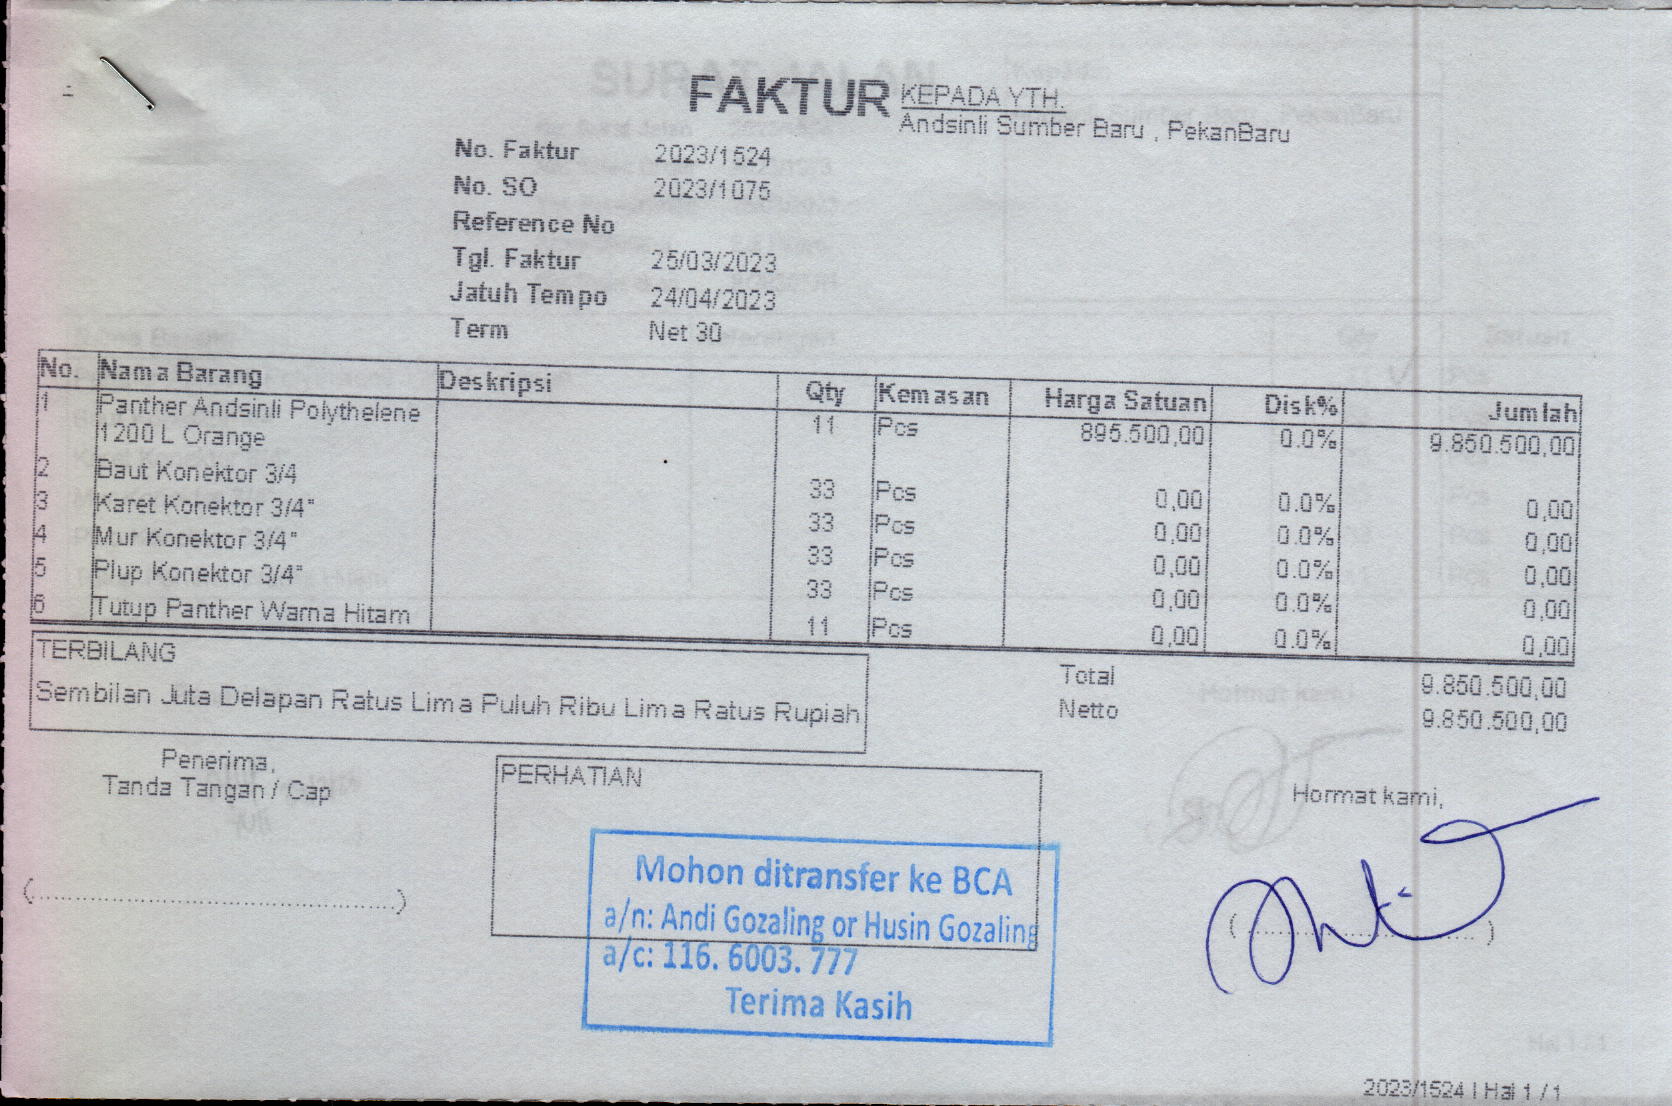 FAKTUR
KEPADA YTH.
Andsinli Sumber Baru , PekanBaru
No. Faktur 2023/1524
No. SO 2023/1075
Reference No
Tgl. Faktur 25/03/2023
Jatuh Tempo 24/04/2023
Term Net 30
No. Nama Barang Deskripsi Qty Kemasan Harga Satuan Disk% Jumlah
1 Panther Andsinli Polythelene 11 Pcs 895.500,00 0.0% 9.850.500,00
1200 L Orange
2 Baut Konektor 3/4 33 Pcs 0,00 0.0% 0,00
3 Karet Konektor 3/4" 33 Pcs 0,00 0.0% 0,00
4 Mur Konektor 3/4" 33 Pcs 0,00 0.0% 0,00
5 Plup Konektor 3/4" 33 Pcs 0,00 0.0% 0,00
6 Tutup Panther Warna Hitam 11 Pcs 0,00 0.0% 0,00
TERBILANG
Sembilan Juta Delapan Ratus Lima Puluh Ribu Lima Ratus Rupiah
Total 9.850.500,00
Netto 9.850.500,00
Penerima,
Tanda Tangan / Cap
PERHATIAN
Hormat kami,
Mohon ditransfer ke BCA
a/n: Andi Gozaling or Husin Gozaling
a/c: 116. 6003. 777
Terima Kasih
2023/1524 | Hal 1 / 1